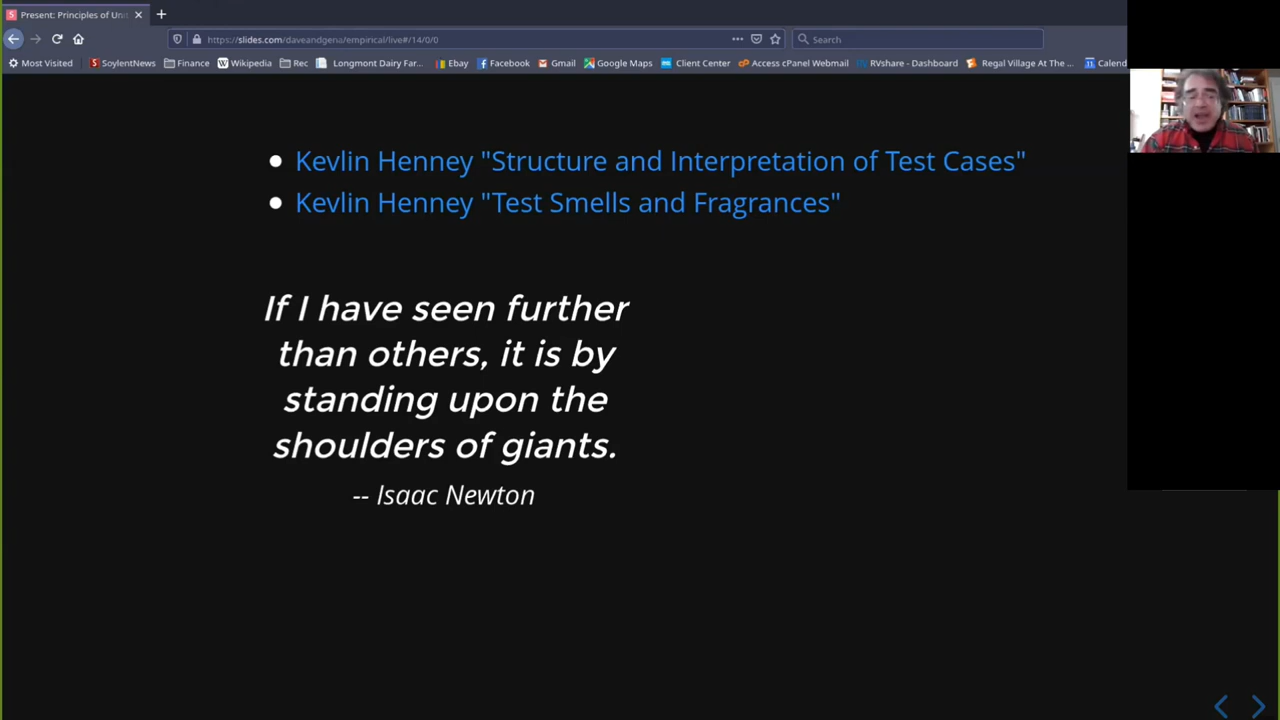 Present: Principles of Uni
https://slides.com/daveandgena/empirical/live#/14/0/0
Search
Most Visited
SoylentNews
Finance
Wikipedia
Rec
Longmont Dairy Far...
Ebay
Facebook
Gmail
Google Maps
Client Center
Access cPanel Webmail
RVshare - Dashboard
Regal Village At The ...
Calend
Kevlin Henney "Structure and Interpretation of Test Cases"
Kevlin Henney "Test Smells and Fragrances"
If I have seen further
than others, it is by
standing upon the
shoulders of giants.
-- Isaac Newton